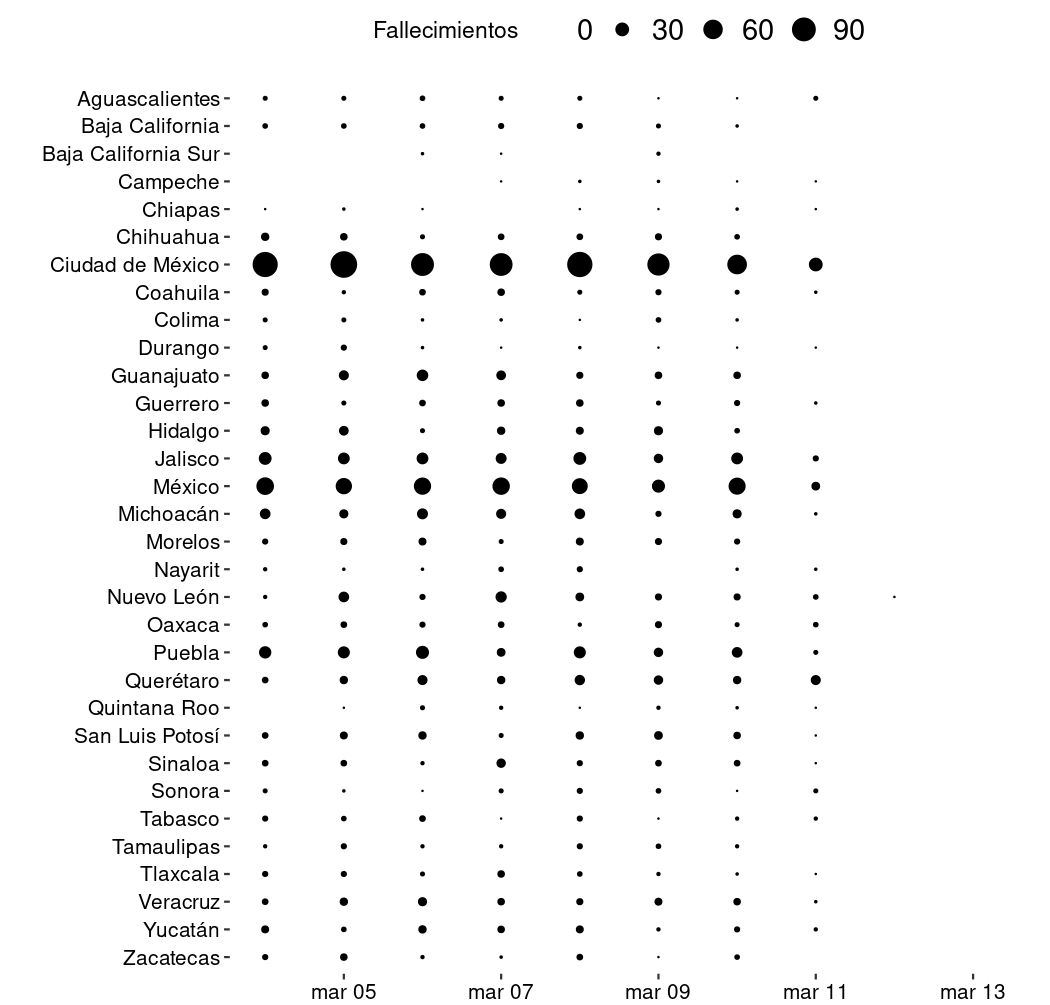 Fallecimientos 0 30 60 90
Aguascalientes
Baja California
Baja California Sur
Campeche
Chiapas
Chihuahua
Ciudad de México
Coahuila
Colima
Durango
Guanajuato
Guerrero
Hidalgo
Jalisco
México
Michoacán
Morelos
Nayarit
Nuevo León
Oaxaca
Puebla
Querétaro
Quintana Roo
San Luis Potosí
Sinaloa
Sonora
Tabasco
Tamaulipas
Tlaxcala
Veracruz
Yucatán
Zacatecas
mar 05 mar 07 mar 09 mar 11 mar 13